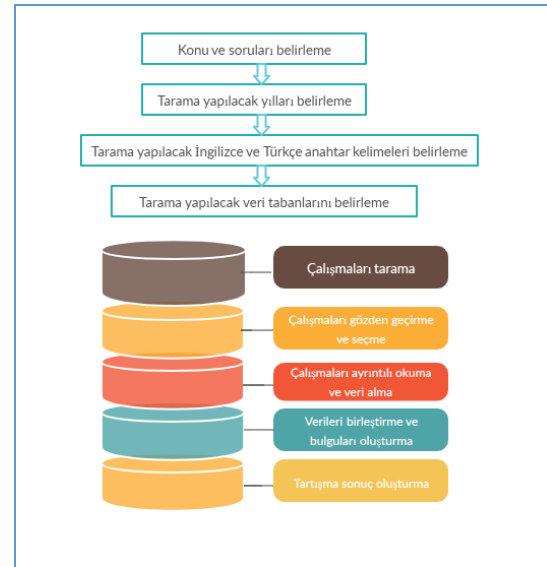 Konu ve soruları belirleme
Tarama yapılacak yılları belirleme
Tarama yapılacak İngilizce ve Türkçe anahtar kelimeleri belirleme
Tarama yapılacak veri tabanlarını belirleme
Çalışmaları tarama
Çalışmaları gözden geçirme
ve seçme
Çalışmaları ayrıntılı okuma
ve veri alma
Verileri birleştirme ve
bulguları oluşturma
Tartışma sonuç oluşturma